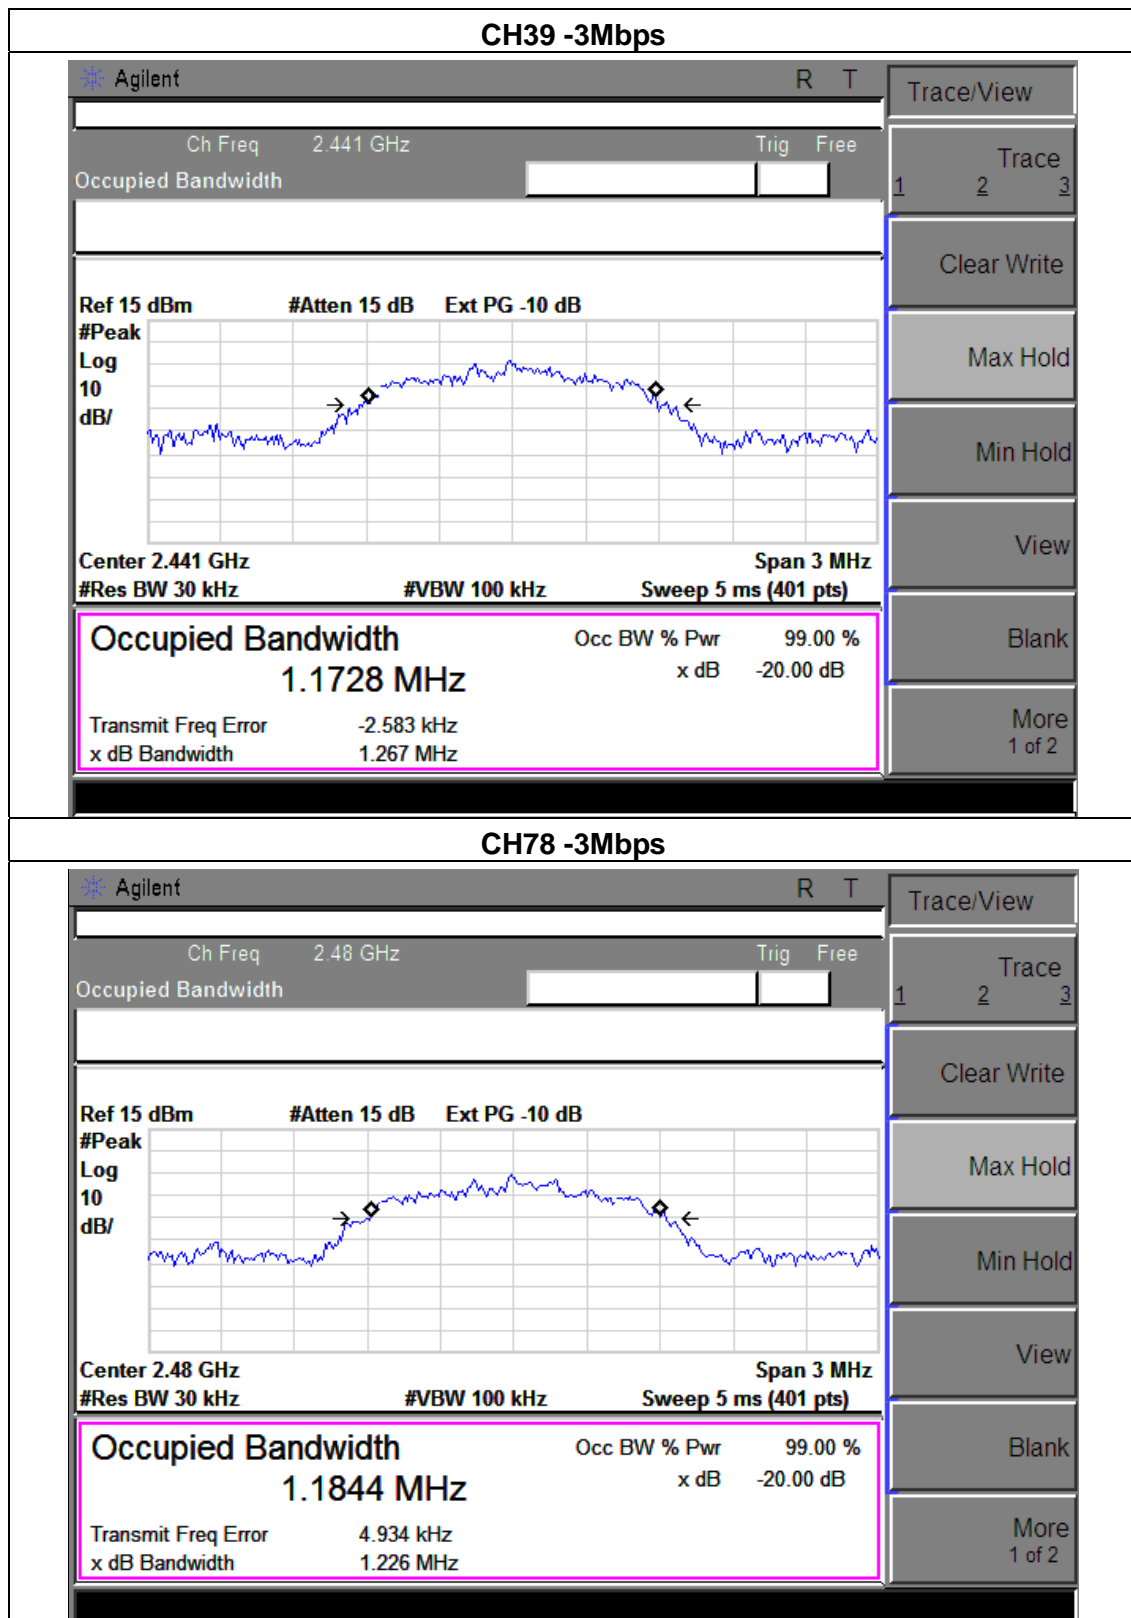 CH39 -3Mbps
Agilent R T
Trace/View
Ch Freq 2.441 GHz Trig Free
Occupied Bandwidth
Trace
1 2 3
Clear Write
Ref 15 dBm #Atten 15 dB Ext PG -10 dB
#Peak
Log
10
dB/
Max Hold
Min Hold
Center 2.441 GHz Span 3 MHz
#Res BW 30 kHz #VBW 100 kHz Sweep 5 ms (401 pts)
View
Occupied Bandwidth
1.1728 MHz
Occ BW % Pwr 99.00 %
x dB -20.00 dB
Transmit Freq Error -2.583 kHz
x dB Bandwidth 1.267 MHz
Blank
More
1 of 2
CH78 -3Mbps
Agilent R T
Trace/View
Ch Freq 2.48 GHz Trig Free
Occupied Bandwidth
Trace
1 2 3
Clear Write
Ref 15 dBm #Atten 15 dB Ext PG -10 dB
#Peak
Log
10
dB/
Max Hold
Min Hold
Center 2.48 GHz Span 3 MHz
#Res BW 30 kHz #VBW 100 kHz Sweep 5 ms (401 pts)
View
Occupied Bandwidth
1.1844 MHz
Occ BW % Pwr 99.00 %
x dB -20.00 dB
Transmit Freq Error 4.934 kHz
x dB Bandwidth 1.226 MHz
Blank
More
1 of 2